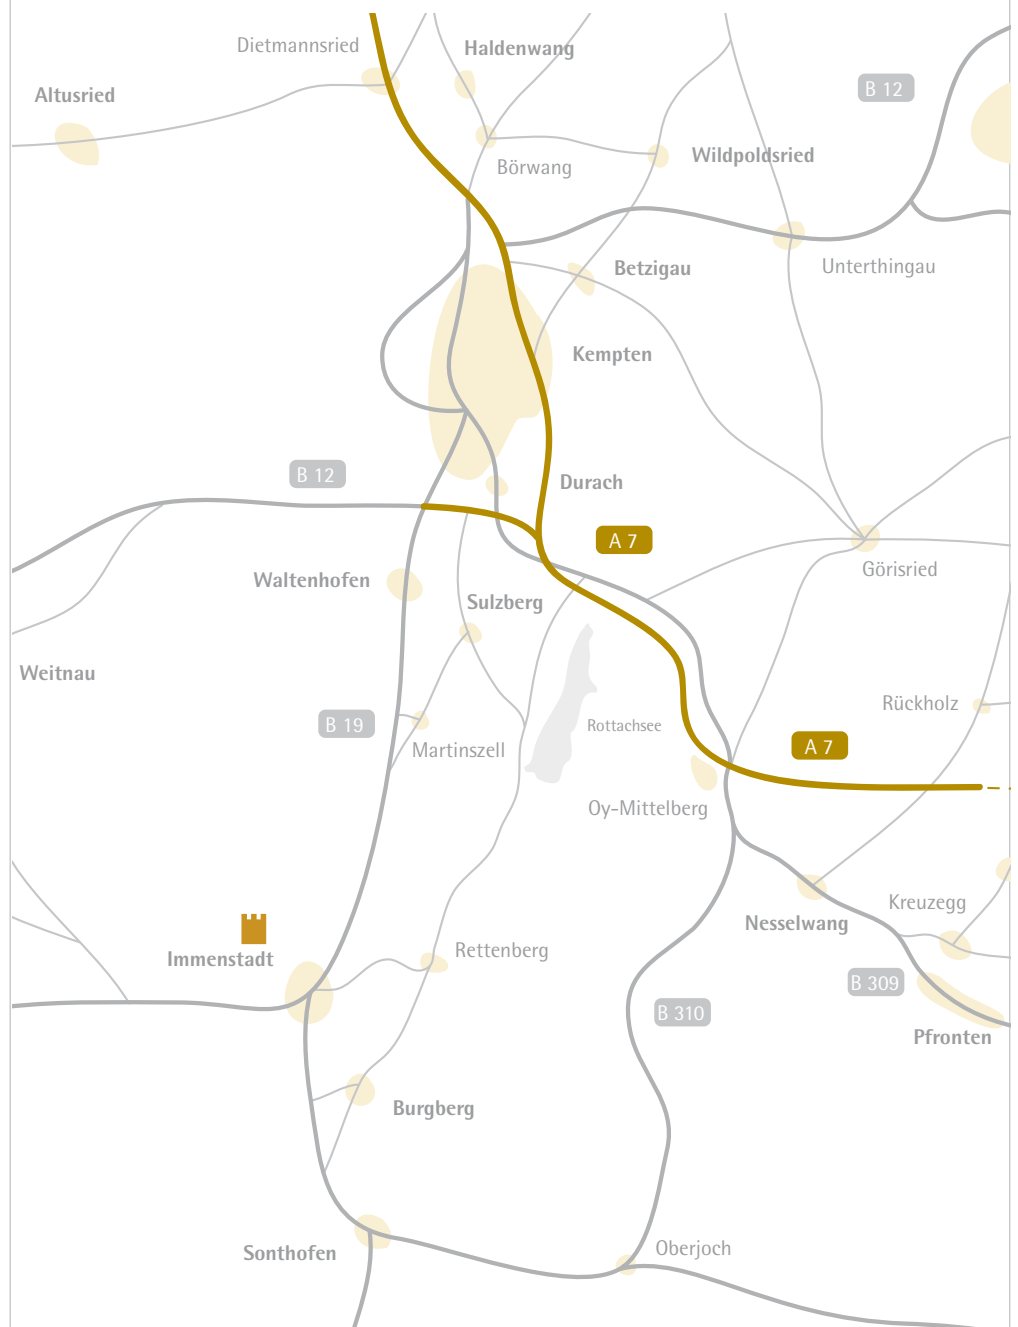 Dietmannsried
Haldenwang
B 12
Altusried
Börwang
Wildpoldsried
Betzigau
Unterthingau
Kempten
B 12
Durach
A 7
Görisried
Waltenhofen
Sulzberg
Weitnau
Rückholz
B 19
Rottachsee
Martinszell
A 7
Oy-Mittelberg
Kreuzegg
Nesselwang
Rettenberg
Immenstadt
B 309
B 310
Pfronten
Burgberg
Oberjoch
Sonthofen